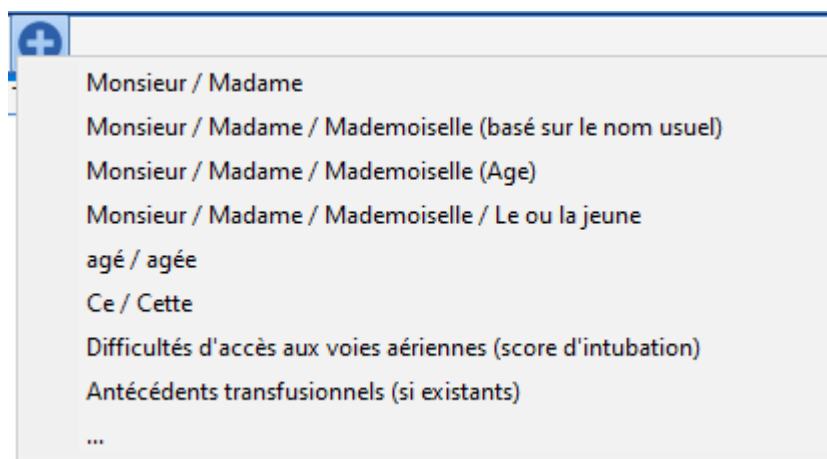 Monsieur / Madame
Monsieur / Madame / Mademoiselle (basé sur le nom usuel)
Monsieur / Madame / Mademoiselle (Age)
Monsieur / Madame / Mademoiselle / Le ou la jeune
agé / agée
Ce / Cette
Difficultés d'accès aux voies aériennes (score d'intubation)
Antécédents transfusionnels (si existants)
...